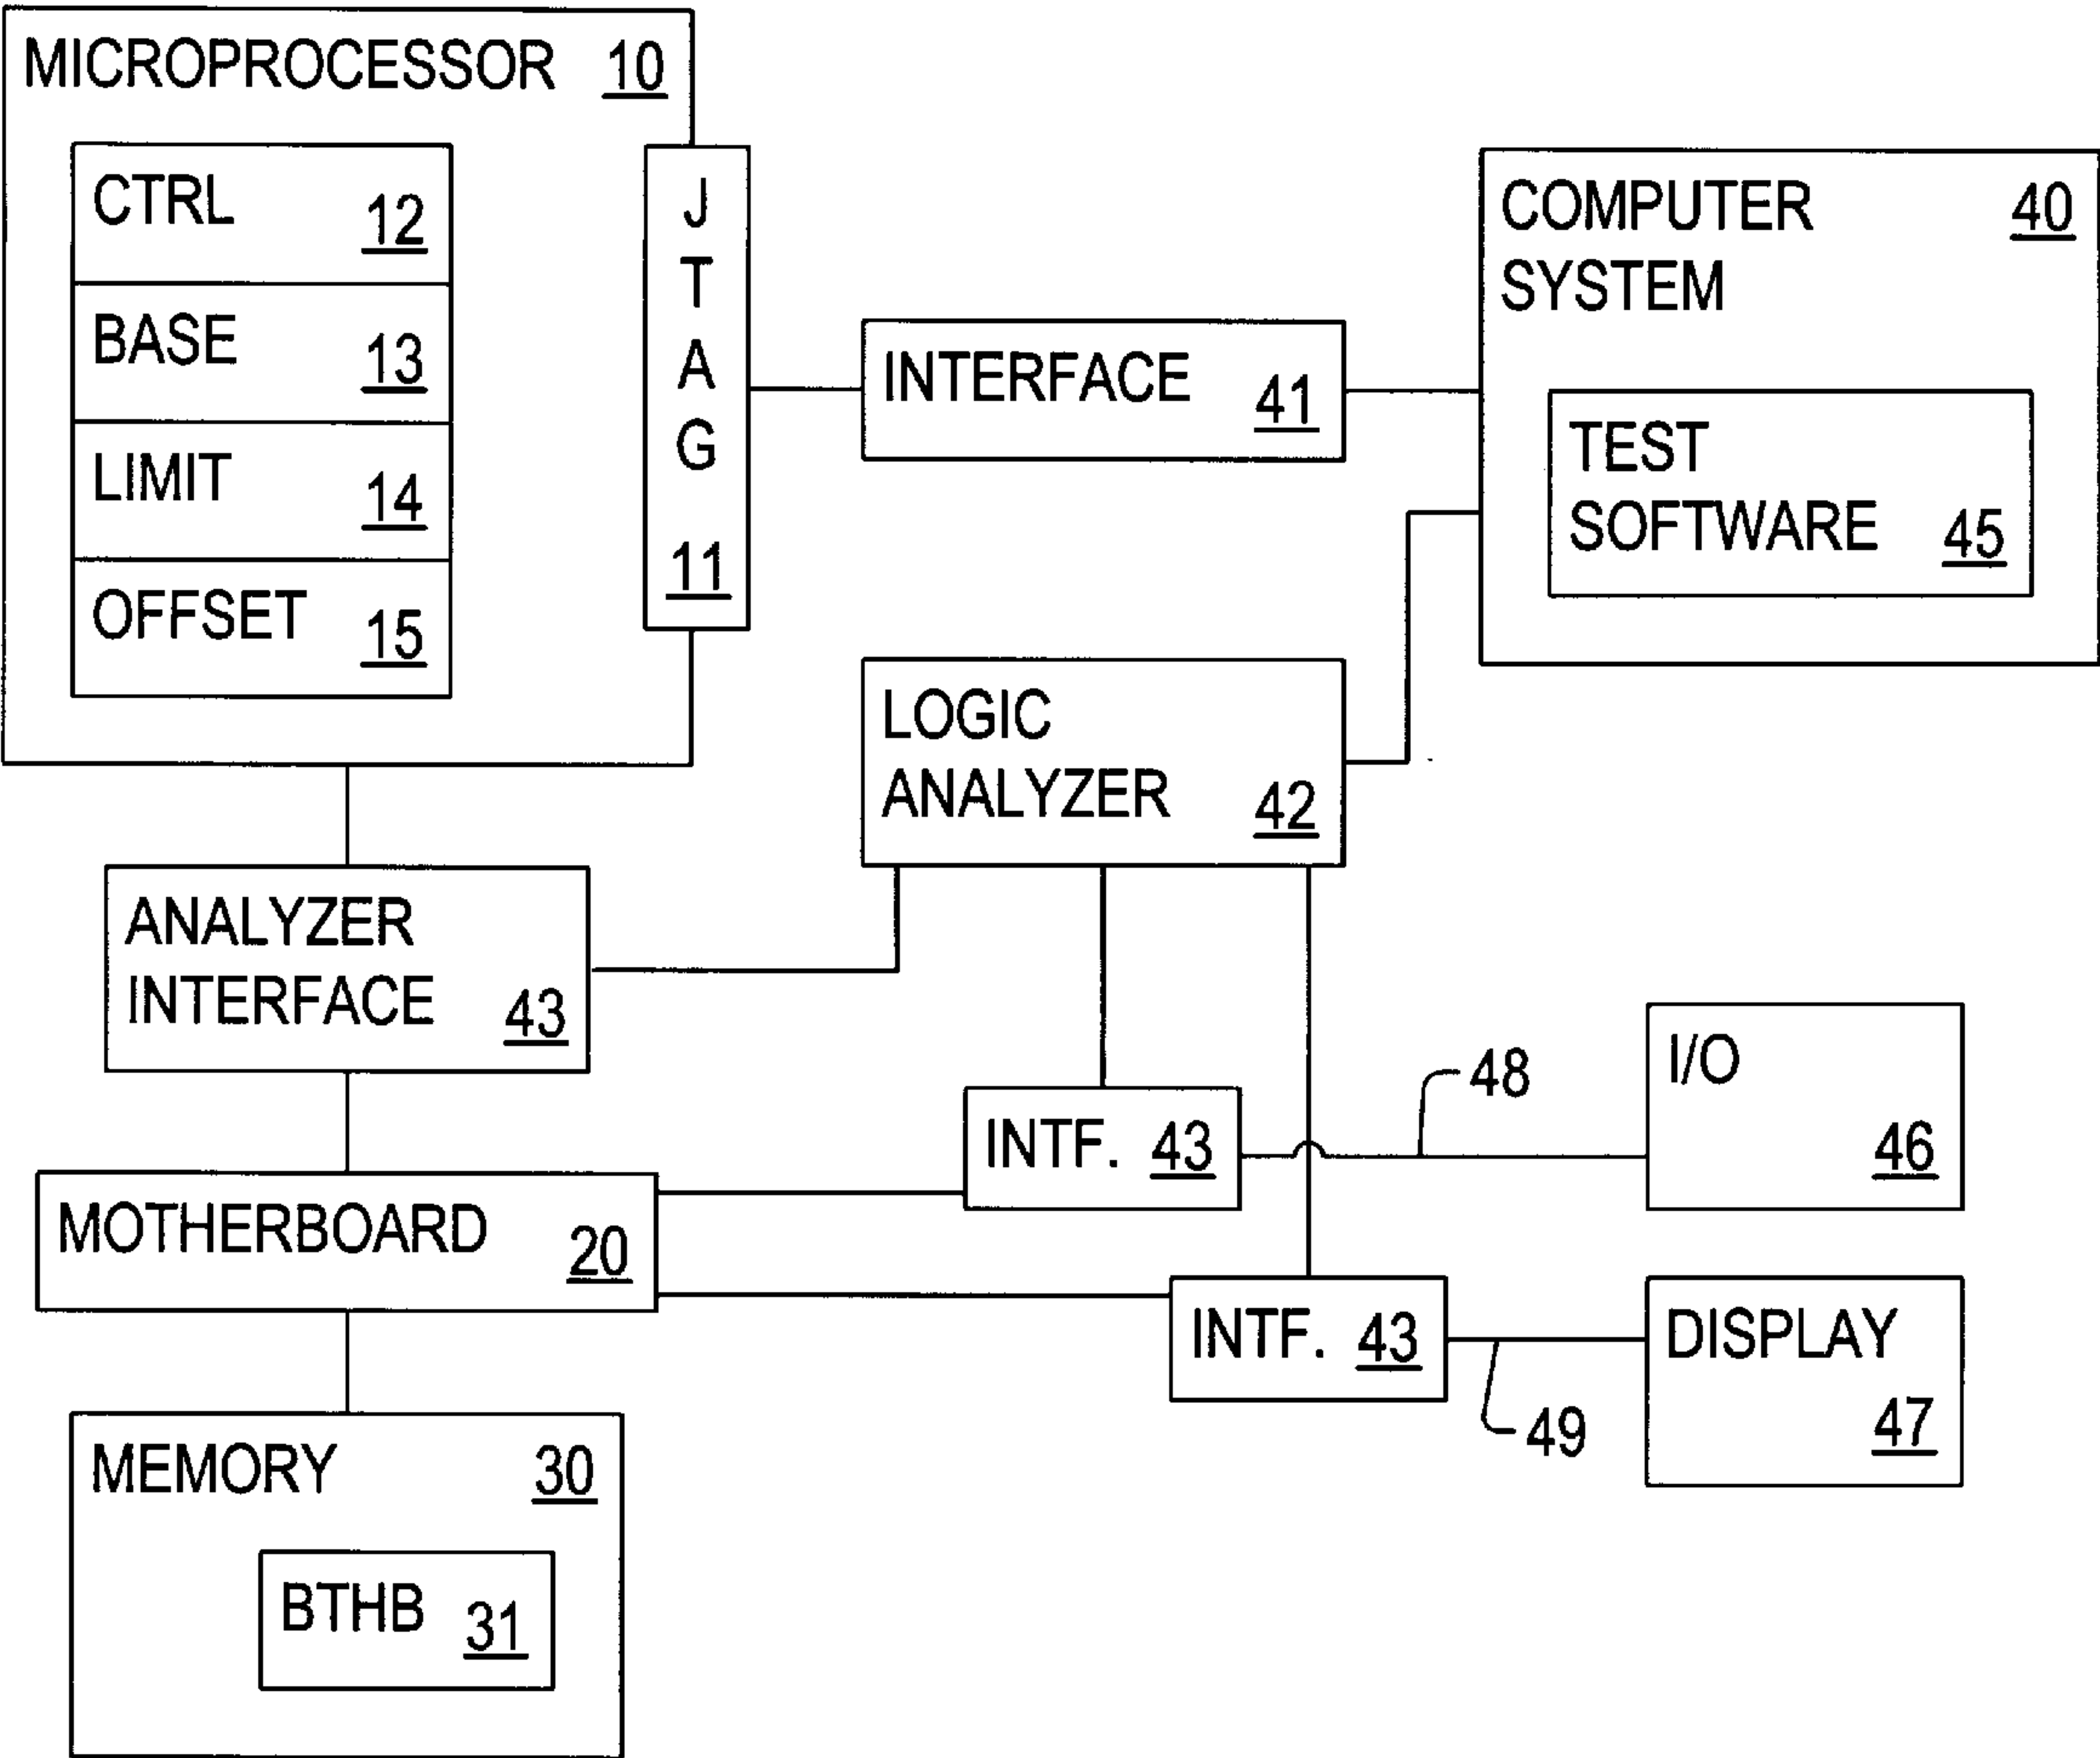 MICROPROCESSOR 10
CTRL 12
BASE 13
LIMIT 14
OFFSET 15
J
T
A
G
11
INTERFACE 41
COMPUTER 40
SYSTEM
TEST
SOFTWARE 45
LOGIC
ANALYZER 42
ANALYZER
INTERFACE 43
INTF. 43
48
I/O
46
MOTHERBOARD 20
INTF. 43
49
DISPLAY
47
MEMORY 30
BTHB 31